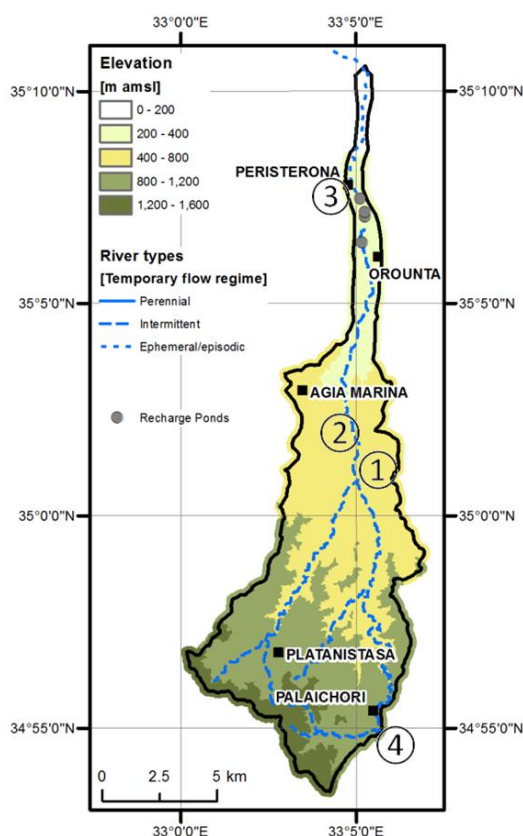 33°0'0"E
33°5'0"E
35°10'0"N
35°10'0"N
Elevation
[m amsl]
0 - 200
200 - 400
400 - 800
800 - 1,200
1,200 - 1,600
PERISTERONA
3
River types
[Temporary flow regime]
OROUNTA
Perennial
35°5'0"N
35°5'0"N
Intermittent
Ephemeral/episodic
AGIA MARINA
Recharge Ponds
2
1
35°0'0"N
35°0'0"N
PLATANISTASA
PALAICHORI
34°55'0"N
34°55'0"N
4
0
2.5
5 km
33°0'0"E
33°5'0"E